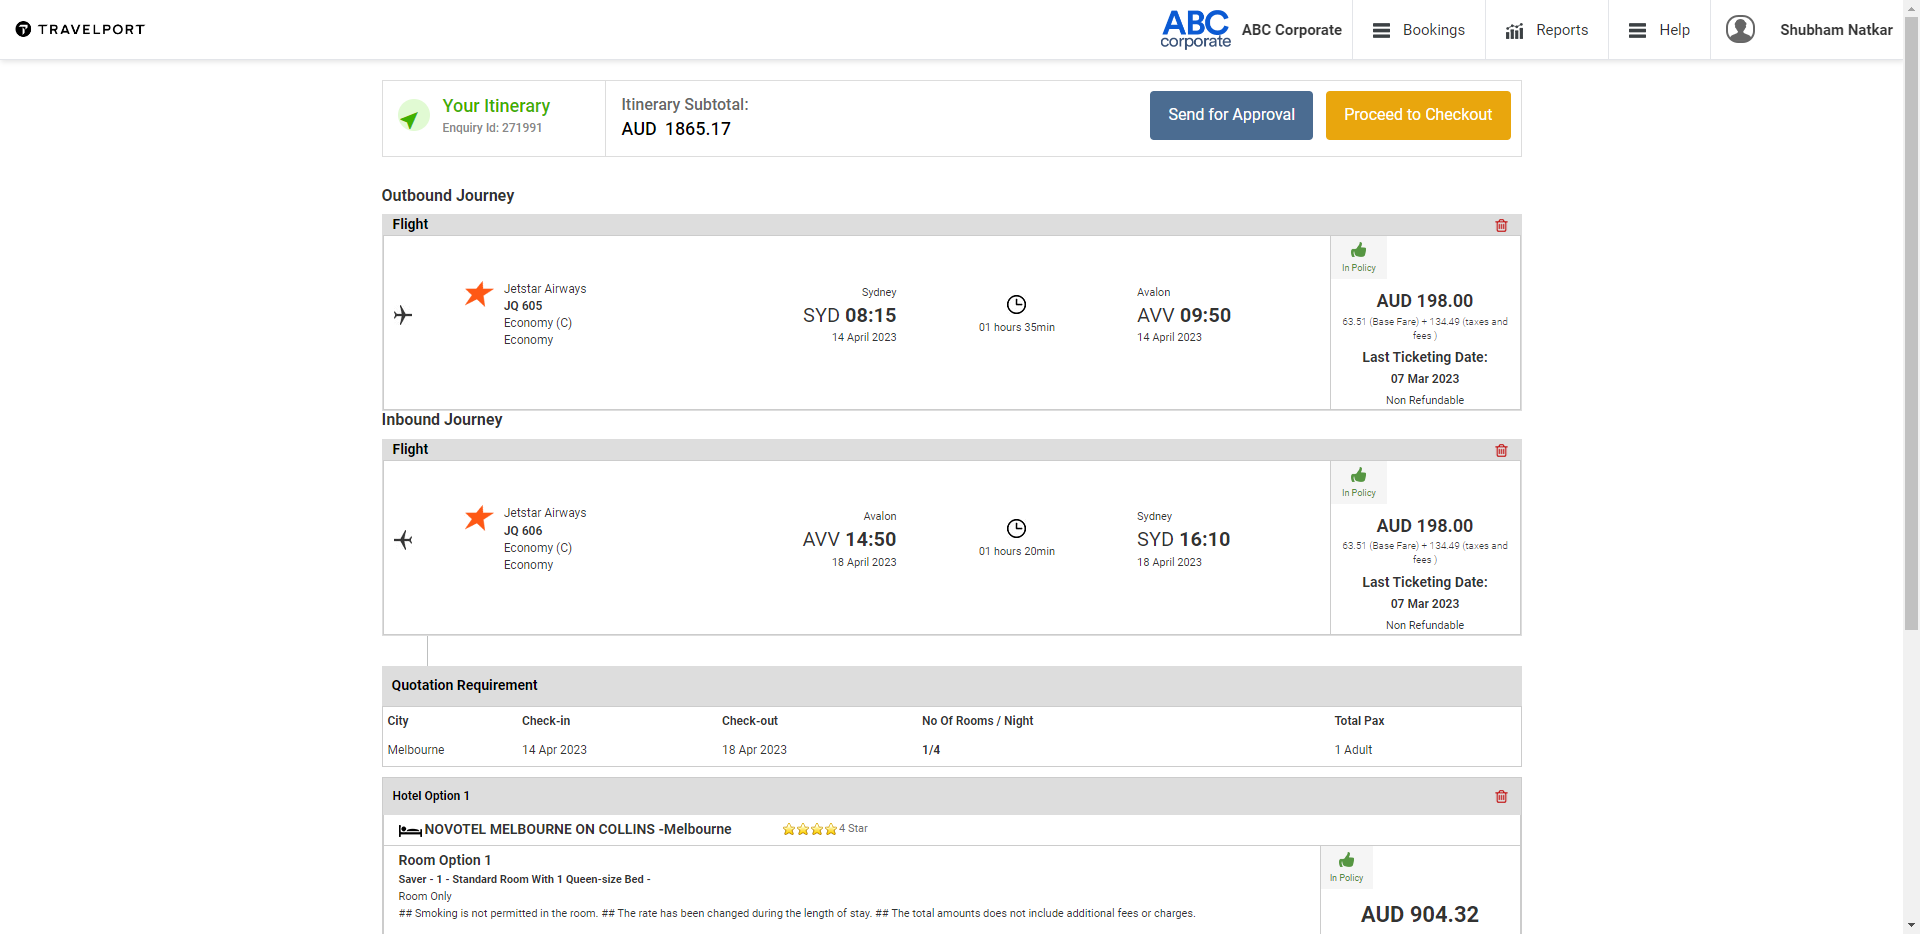 TRAVELPORT
ABC
corporate
ABC Corporate
Bookings
Reports
Help
Shubham Natkar
Your Itinerary
Enquiry Id: 271991
Itinerary Subtotal:
AUD 1865.17
Send for Approval
Proceed to Checkout
Outbound Journey
Flight
Jetstar Airways
JQ 605
Economy (C)
Economy
Sydney
SYD 08:15
14 April 2023
01 hours 35min
Avalon
AVV 09:50
14 April 2023
In Policy
AUD 198.00
63.51 (Base Fare) + 134.49 (taxes and
fees )
Last Ticketing Date:
07 Mar 2023
Non Refundable
Inbound Journey
Flight
Jetstar Airways
JQ 606
Economy (C)
Economy
Avalon
AVV 14:50
18 April 2023
01 hours 20min
Sydney
SYD 16:10
18 April 2023
In Policy
AUD 198.00
63.51 (Base Fare) + 134.49 (taxes and
fees )
Last Ticketing Date:
07 Mar 2023
Non Refundable
Quotation Requirement
City Check-in Check-out No Of Rooms / Night Total Pax
Melbourne 14 Apr 2023 18 Apr 2023 1/4 1 Adult
Hotel Option 1
NOVOTEL MELBOURNE ON COLLINS -Melbourne 4 Star
Room Option 1
Saver - 1 - Standard Room With 1 Queen-size Bed -
Room Only
## Smoking is not permitted in the room. ## The rate has been changed during the length of stay. ## The total amounts does not include additional fees or charges.
In Policy
AUD 904.32